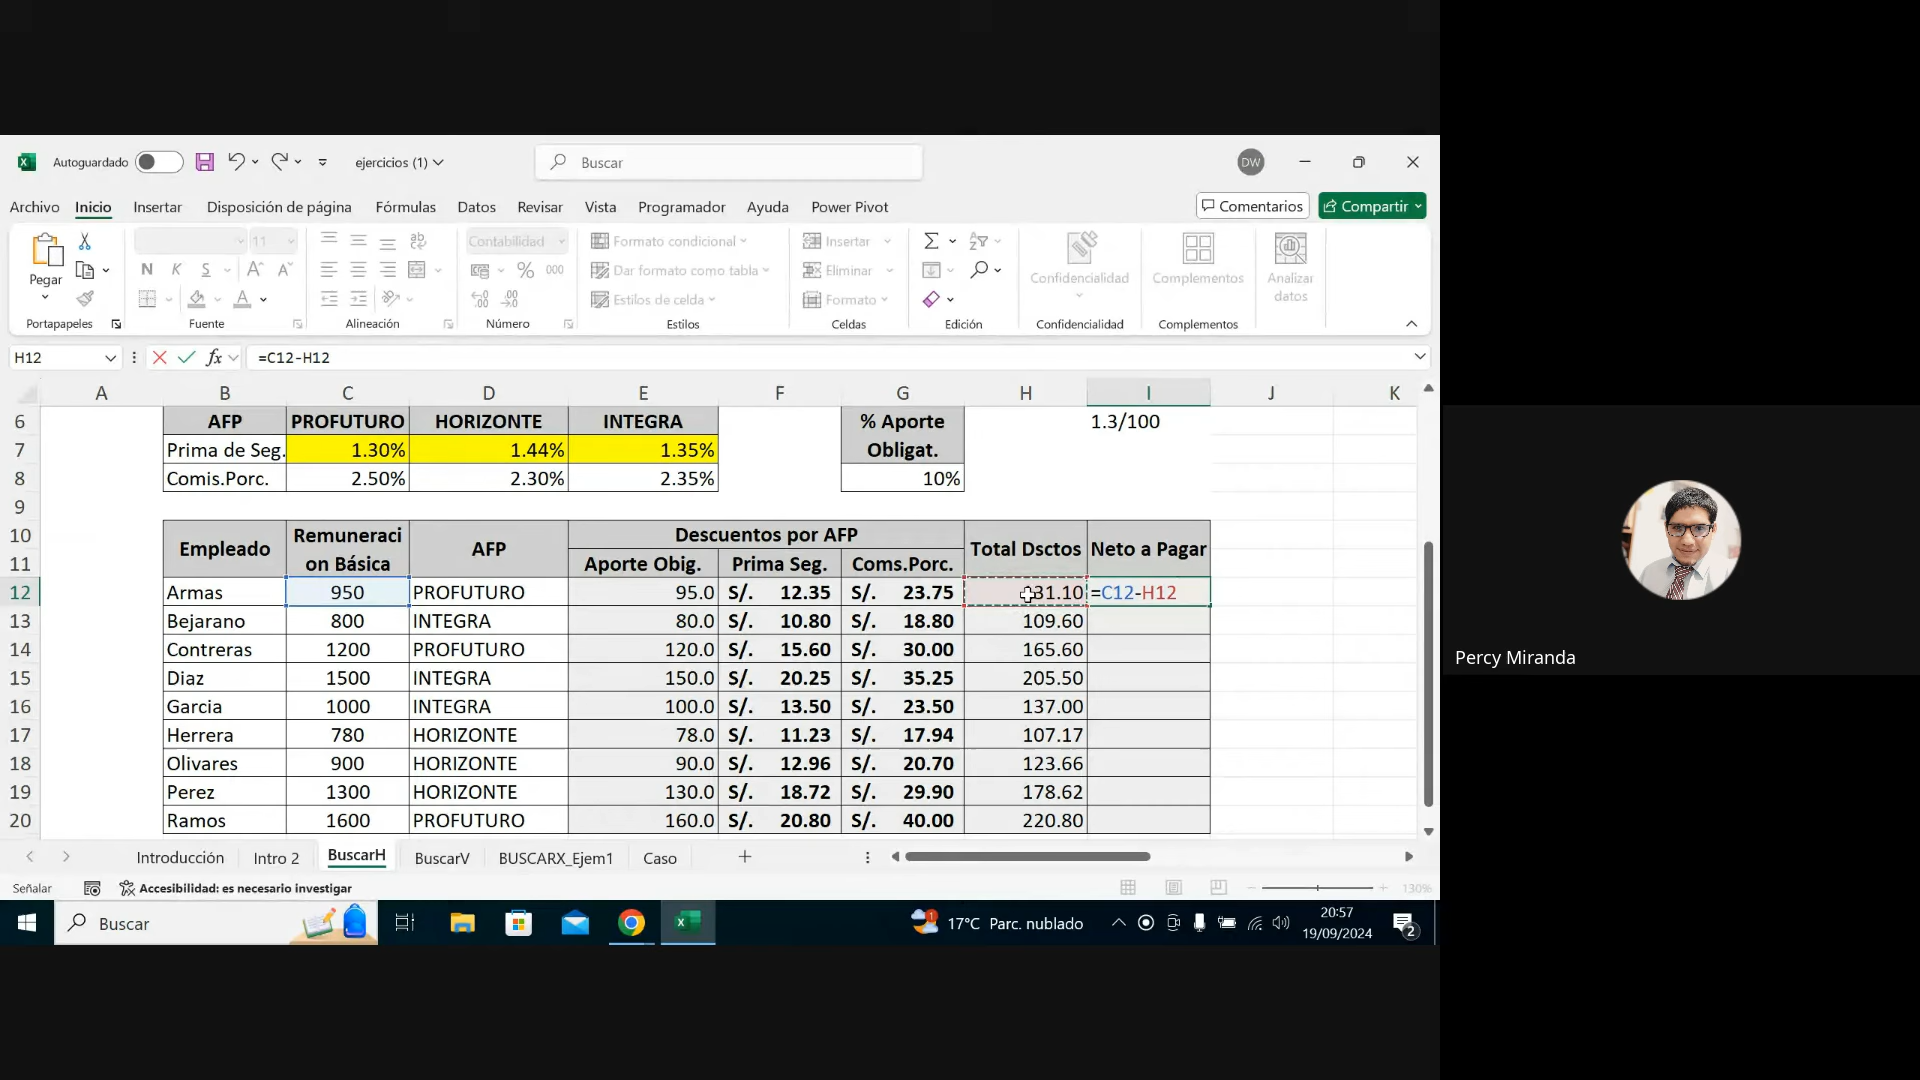 Autoguardado
ejercicios (1)
Buscar
DW
Archivo Inicio Insertar Disposición de página Fórmulas Datos Revisar Vista Programador Ayuda Power Pivot
Comentarios Compartir
Pegar
11
N K S
A A
Contabilidad
% 000
Formato condicional
Dar formato como tabla
Estilos de celda
Insertar
Eliminar
Formato
Confidencialidad
Complementos
Analizar datos
Portapapeles Fuente Alineación Número Estilos Celdas Edición Confidencialidad Complementos
H12 fx =C12-H12
A B C D E F G H I J K
6 AFP PROFUTURO HORIZONTE INTEGRA % Aporte 1.3/100
7 Prima de Seg. 1.30% 1.44% 1.35% Obligat.
8 Comis.Porc. 2.50% 2.30% 2.35% 10%
9
10 Empleado Remuneraci AFP Descuentos por AFP Total Dsctos Neto a Pagar
11 on Básica Aporte Obig. Prima Seg. Coms.Porc.
12 Armas 950 PROFUTURO 95.0 S/. 12.35 S/. 23.75 131.10 =C12-H12
13 Bejarano 800 INTEGRA 80.0 S/. 10.80 S/. 18.80 109.60
14 Contreras 1200 PROFUTURO 120.0 S/. 15.60 S/. 30.00 165.60
15 Diaz 1500 INTEGRA 150.0 S/. 20.25 S/. 35.25 205.50
16 Garcia 1000 INTEGRA 100.0 S/. 13.50 S/. 23.50 137.00
17 Herrera 780 HORIZONTE 78.0 S/. 11.23 S/. 17.94 107.17
18 Olivares 900 HORIZONTE 90.0 S/. 12.96 S/. 20.70 123.66
19 Perez 1300 HORIZONTE 130.0 S/. 18.72 S/. 29.90 178.62
20 Ramos 1600 PROFUTURO 160.0 S/. 20.80 S/. 40.00 220.80
Introducción Intro 2 BuscarH BuscarV BUSCARX_Ejem1 Caso
Señalar Accesibilidad: es necesario investigar 130%
Buscar
1
17°C Parc. nublado
20:57
19/09/2024
2
Percy Miranda